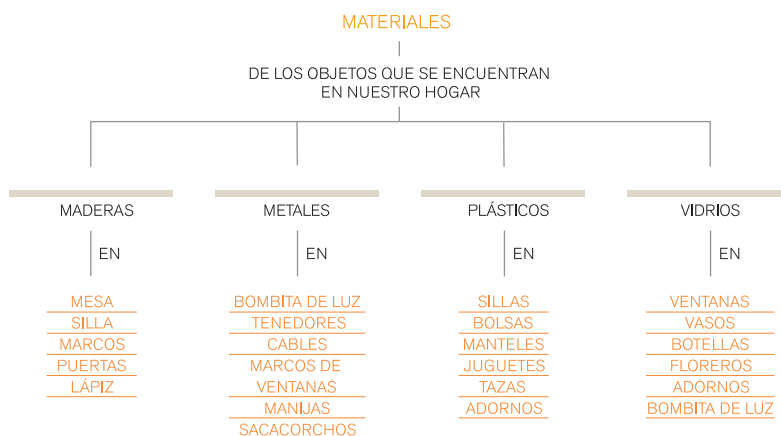 MATERIALES
DE LOS OBJETOS QUE SE ENCUENTRAN
EN NUESTRO HOGAR
MADERAS
EN
MESA
SILLA
MARCOS
PUERTAS
LÁPIZ
METALES
EN
BOMBITA DE LUZ
TENEDORES
CABLES
MARCOS DE
VENTANAS
MANIJAS
SACACORCHOS
PLÁSTICOS
EN
SILLAS
BOLSAS
MANTELES
JUGUETES
TAZAS
ADORNOS
VIDRIOS
EN
VENTANAS
VASOS
BOTELLAS
FLOREROS
ADORNOS
BOMBITA DE LUZ